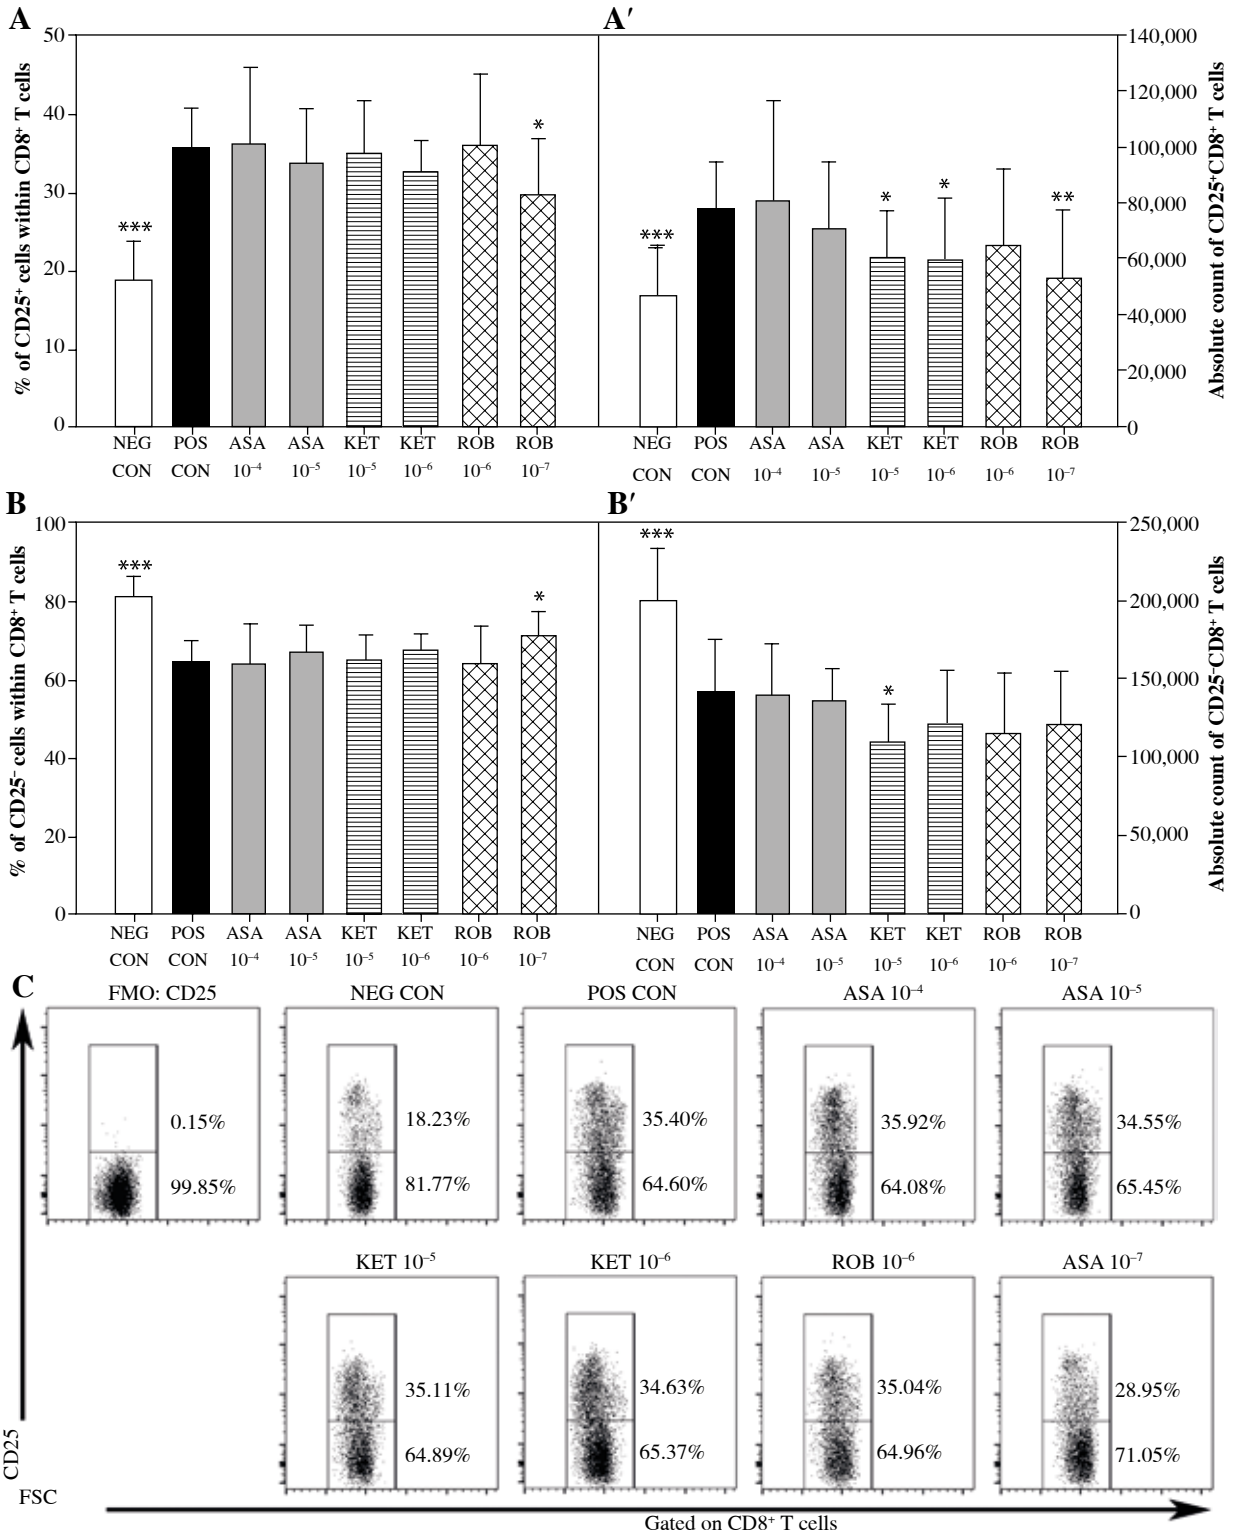 A
A′
50
40
30
20
10
0
% of CD25⁺ cells within CD8⁺ T cells
***
*
NEG CON
POS CON
ASA 10⁻⁴
ASA 10⁻⁵
KET 10⁻⁵
KET 10⁻⁶
ROB 10⁻⁶
ROB 10⁻⁷
140,000
120,000
100,000
80,000
60,000
40,000
20,000
0
Absolute count of CD25⁺CD8⁺ T cells
***
*
*
**
NEG CON
POS CON
ASA 10⁻⁴
ASA 10⁻⁵
KET 10⁻⁵
KET 10⁻⁶
ROB 10⁻⁶
ROB 10⁻⁷
B
B′
100
80
60
40
20
0
% of CD25⁻ cells within CD8⁺ T cells
***
*
NEG CON
POS CON
ASA 10⁻⁴
ASA 10⁻⁵
KET 10⁻⁵
KET 10⁻⁶
ROB 10⁻⁶
ROB 10⁻⁷
250,000
200,000
150,000
100,000
50,000
0
Absolute count of CD25⁻CD8⁺ T cells
***
*
NEG CON
POS CON
ASA 10⁻⁴
ASA 10⁻⁵
KET 10⁻⁵
KET 10⁻⁶
ROB 10⁻⁶
ROB 10⁻⁷
C
FMO: CD25
0.15%
99.85%
NEG CON
18.23%
81.77%
POS CON
35.40%
64.60%
ASA 10⁻⁴
35.92%
64.08%
ASA 10⁻⁵
34.55%
65.45%
KET 10⁻⁵
35.11%
64.89%
KET 10⁻⁶
34.63%
65.37%
ROB 10⁻⁶
35.04%
64.96%
ASA 10⁻⁷
28.95%
71.05%
CD25
FSC
Gated on CD8⁺ T cells